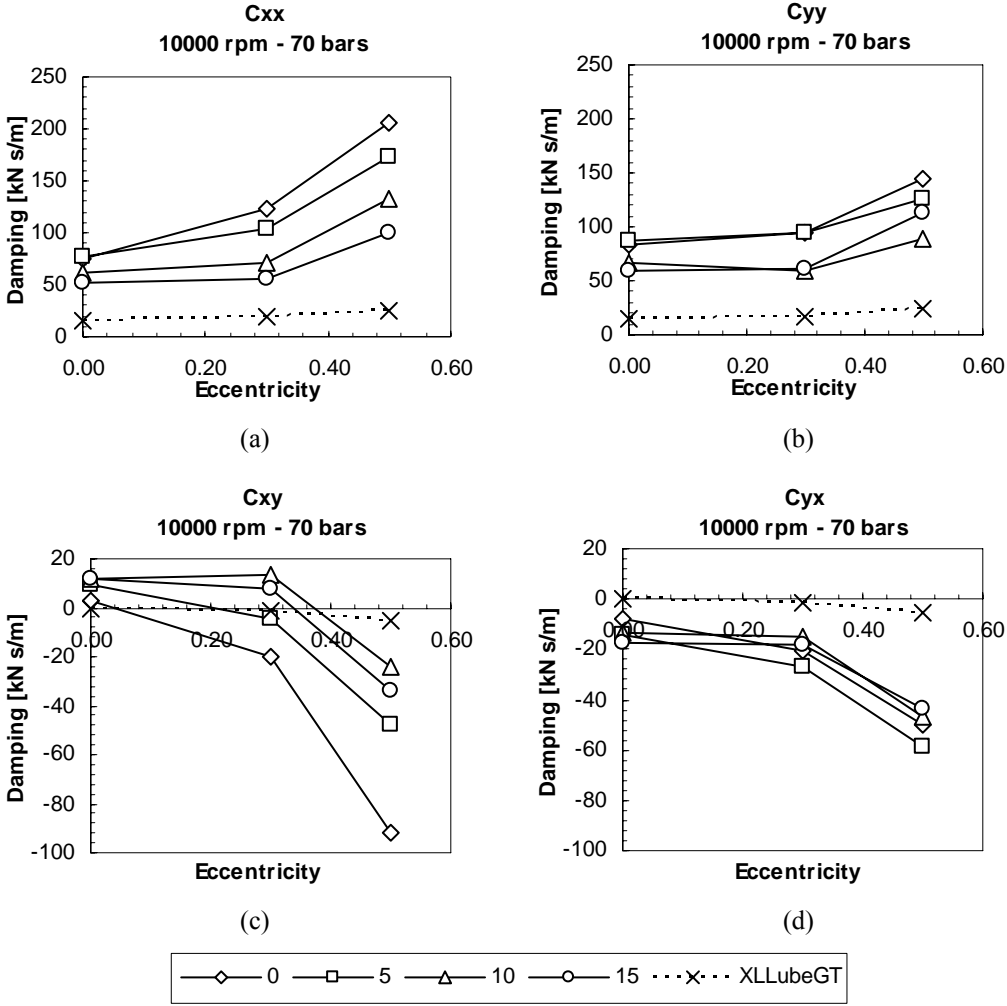 Cxx
10000 rpm - 70 bars
250
200
150
100
50
0
Damping [kN s/m]
0.00 0.20 0.40 0.60
Eccentricity
(a)
Cyy
10000 rpm - 70 bars
250
200
150
100
50
0
Damping [kN s/m]
0.00 0.20 0.40 0.60
Eccentricity
(b)
Cxy
10000 rpm - 70 bars
20
0
-20
-40
-60
-80
-100
Damping [kN s/m]
0.00 0.20 0.40 0.60
Eccentricity
(c)
Cyx
10000 rpm - 70 bars
20
0
-20
-40
-60
-80
-100
Damping [kN s/m]
0.00 0.20 0.40 0.60
Eccentricity
(d)
0 5 10 15 XLLubeGT